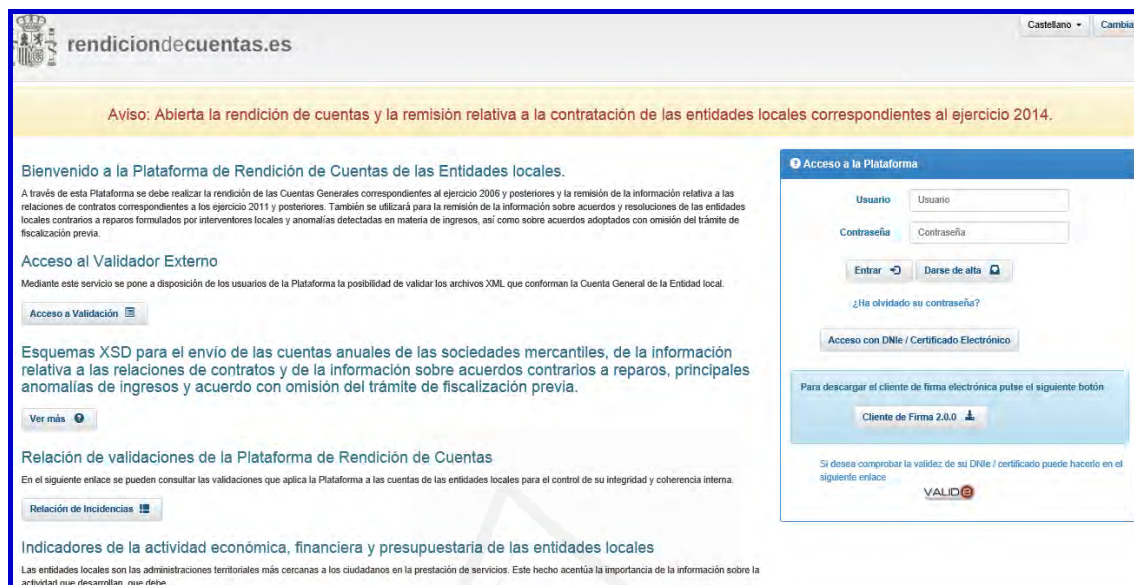 Castellano
Cambia
rendiciondecuentas.es
Aviso: Abierta la rendición de cuentas y la remisión relativa a la contratación de las entidades locales correspondientes al ejercicio 2014.
Bienvenido a la Plataforma de Rendición de Cuentas de las Entidades locales.
A través de esta Plataforma se debe realizar la rendición de las Cuentas Generales correspondientes al ejercicio 2006 y posteriores y la remisión de la información relativa a las
relaciones de contratos correspondientes a los ejercicio 2011 y posteriores. También se utilizará para la remisión de la información sobre acuerdos y resoluciones de las entidades
locales contrarios a reparos formulados por interventores locales y anomalías detectadas en materia de ingresos, así como sobre acuerdos adoptados con omisión del trámite de
fiscalización previa.
Acceso al Validador Externo
Mediante este servicio se pone a disposición de los usuarios de la Plataforma la posibilidad de validar los archivos XML que conforman la Cuenta General de la Entidad local.
Acceso a Validación
Esquemas XSD para el envío de las cuentas anuales de las sociedades mercantiles, de la información
relativa a las relaciones de contratos y de la información sobre acuerdos contrarios a reparos, principales
anomalías de ingresos y acuerdo con omisión del trámite de fiscalización previa.
Ver más
Relación de validaciones de la Plataforma de Rendición de Cuentas
En el siguiente enlace se pueden consultar las validaciones que aplica la Plataforma a las cuentas de las entidades locales para el control de su integridad y coherencia interna.
Relación de Incidencias
Indicadores de la actividad económica, financiera y presupuestaria de las entidades locales
Las entidades locales son las administraciones territoriales más cercanas a los ciudadanos en la prestación de servicios. Este hecho acentúa la importancia de la información sobre la
actividad que desarrollan, que debe
Acceso a la Plataforma
Usuario Usuario
Contraseña Contraseña
Entrar Darse de alta
¿Ha olvidado su contraseña?
Acceso con DNIe / Certificado Electrónico
Para descargar el cliente de firma electrónica pulse el siguiente botón
Cliente de Firma 2.0.0
Si desea comprobar la validez de su DNIe / certificado puede hacerlo en el
siguiente enlace
VALIDe